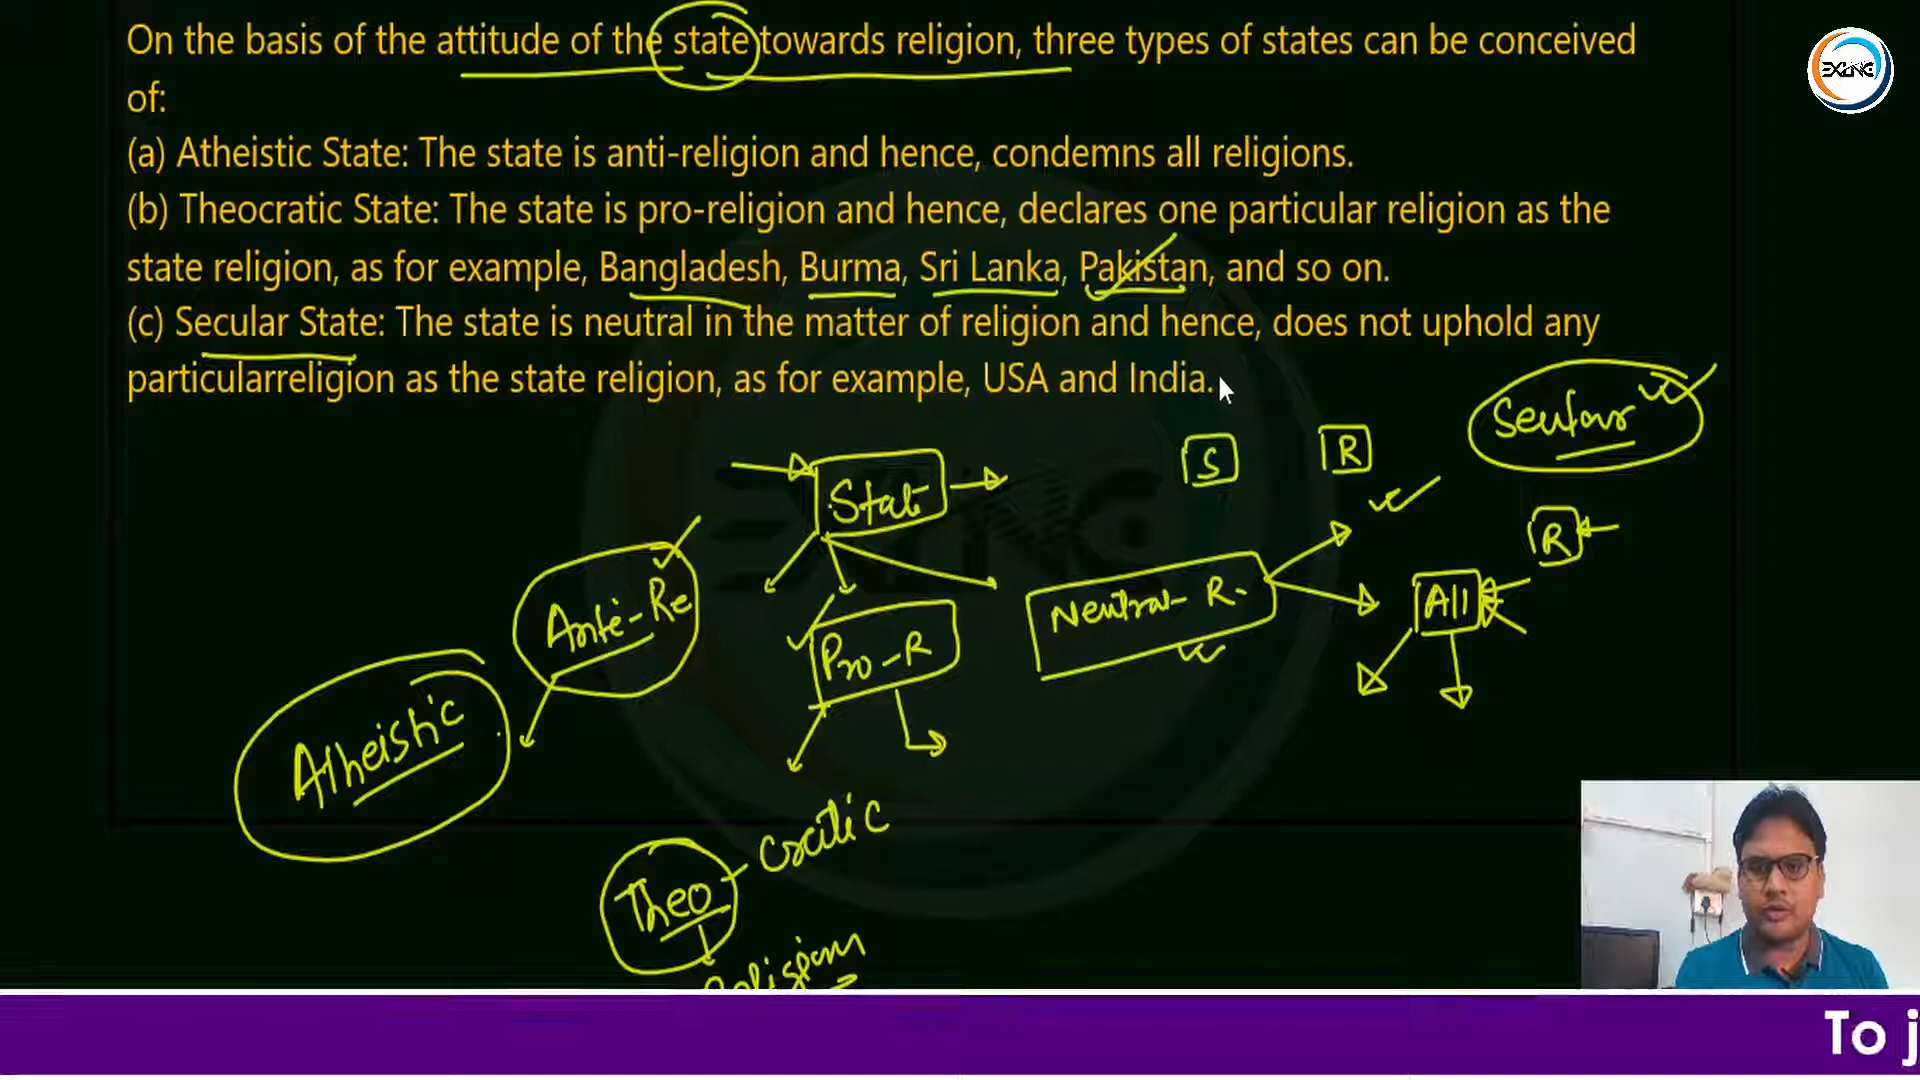 On the basis of the attitude of the state towards religion, three types of states can be conceived
of:
(a) Atheistic State: The state is anti-religion and hence, condemns all religions.
(b) Theocratic State: The state is pro-religion and hence, declares one particular religion as the
state religion, as for example, Bangladesh, Burma, Sri Lanka, Pakistan, and so on.
(c) Secular State: The state is neutral in the matter of religion and hence, does not uphold any
particularreligion as the state religion, as for example, USA and India.
EXLNC
S R
Stat
R
Anti-Re
Neutral- R.
All
Pro-R
Atheistic
Theo
To j